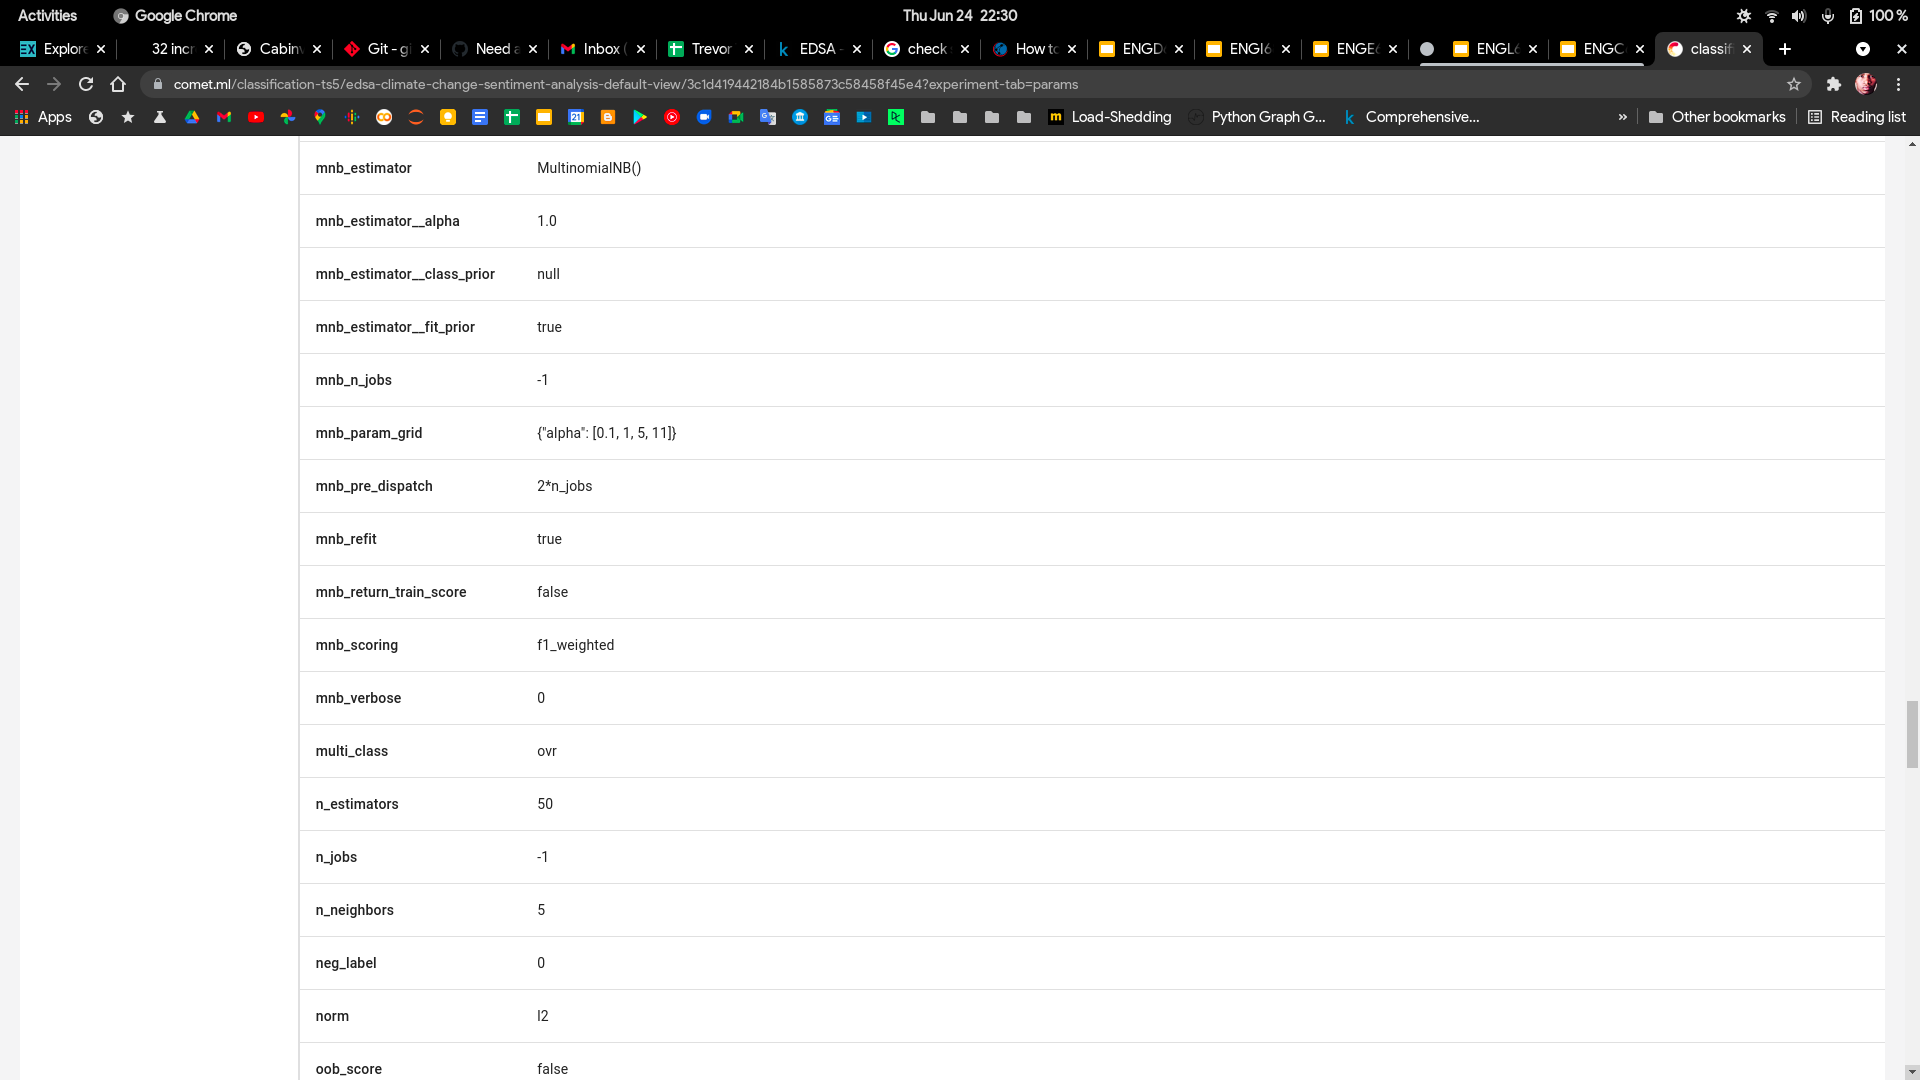 Activities Google Chrome Thu Jun 24 22:30 100 %
Explore 32 inc Cabin Git - g Need a Inbox ( Trevor EDSA - check How to ENGD ENGI6 ENGE6 ENGL6 ENGC classif
comet.ml/classification-ts5/edsa-climate-change-sentiment-analysis-default-view/3c1d419442184b1585873c58458f45e4?experiment-tab=params
Apps Load-Shedding Python Graph G... Comprehensive... » Other bookmarks Reading list
mnb_estimator MultinomialNB()
mnb_estimator__alpha 1.0
mnb_estimator__class_prior null
mnb_estimator__fit_prior true
mnb_n_jobs -1
mnb_param_grid {"alpha": [0.1, 1, 5, 11]}
mnb_pre_dispatch 2*n_jobs
mnb_refit true
mnb_return_train_score false
mnb_scoring f1_weighted
mnb_verbose 0
multi_class ovr
n_estimators 50
n_jobs -1
n_neighbors 5
neg_label 0
norm l2
oob_score false